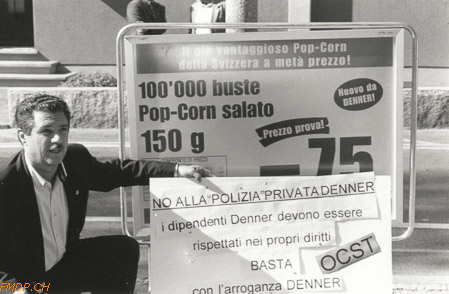 Il più vantaggioso Pop-Corn
della Svizzera a metà prezzo!
100'000 buste
Pop-Corn salato
150 g
Nuovo da
DENNER!
Prezzo prova!
-.75
NO ALLA "POLIZIA" PRIVATA DENNER
i dipendenti Denner devono essere
rispettati nei propri diritti
BASTA OCST
con l'arroganza DENNER
FMPP.CH